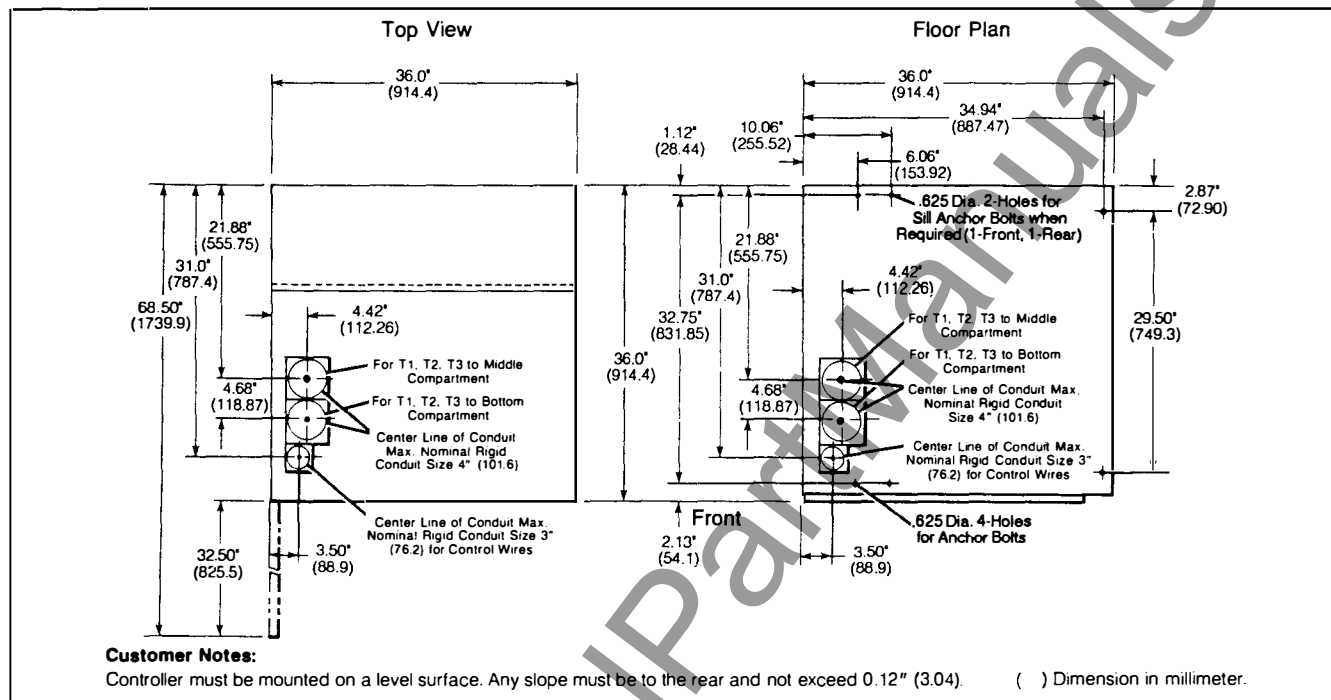 Top View
36.0"
(914.4)
68.50"
(1739.9)
31.0"
(787.4)
21.88"
(555.75)
4.42"
(112.26)
For T1, T2, T3 to Middle
Compartment
4.68"
(118.87)
For T1, T2, T3 to Bottom
Compartment
Center Line of Conduit
Max. Nominal Rigid
Conduit Size 4" (101.6)
Center Line of Conduit Max.
Nominal Rigid Conduit Size 3"
(76.2) for Control Wires
32.50"
(825.5)
3.50"
(88.9)
Floor Plan
36.0"
(914.4)
34.94"
(887.47)
10.06"
(255.52)
1.12"
(28.44)
6.06"
(153.92)
2.87"
(72.90)
.625 Dia. 2-Holes for
Sill Anchor Bolts when
Required (1-Front, 1-Rear)
21.88"
(555.75)
31.0"
(787.4)
32.75"
(831.85)
36.0"
(914.4)
4.42"
(112.26)
29.50"
(749.3)
For T1, T2, T3 to Middle
Compartment
For T1, T2, T3 to Bottom
Compartment
4.68"
(118.87)
Center Line of Conduit Max.
Nominal Rigid Conduit
Size 4" (101.6)
Center Line of Conduit Max.
Nominal Rigid Conduit Size 3"
(76.2) for Control Wires
Front
.625 Dia. 4-Holes
for Anchor Bolts
2.13"
(54.1)
3.50"
(88.9)
Customer Notes:
Controller must be mounted on a level surface. Any slope must be to the rear and not exceed 0.12" (3.04). ( ) Dimension in millimeter.
lPartManuals